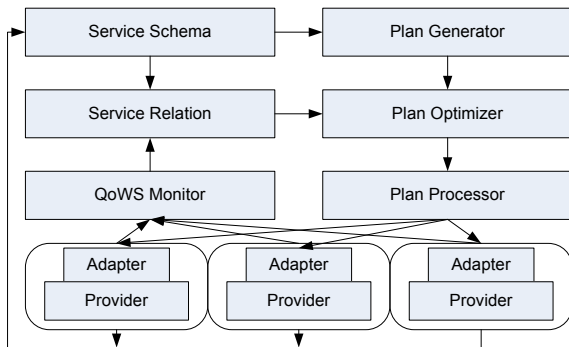 Service Schema
Plan Generator
Service Relation
Plan Optimizer
QoWS Monitor
Plan Processor
Adapter
Adapter
Adapter
Provider
Provider
Provider